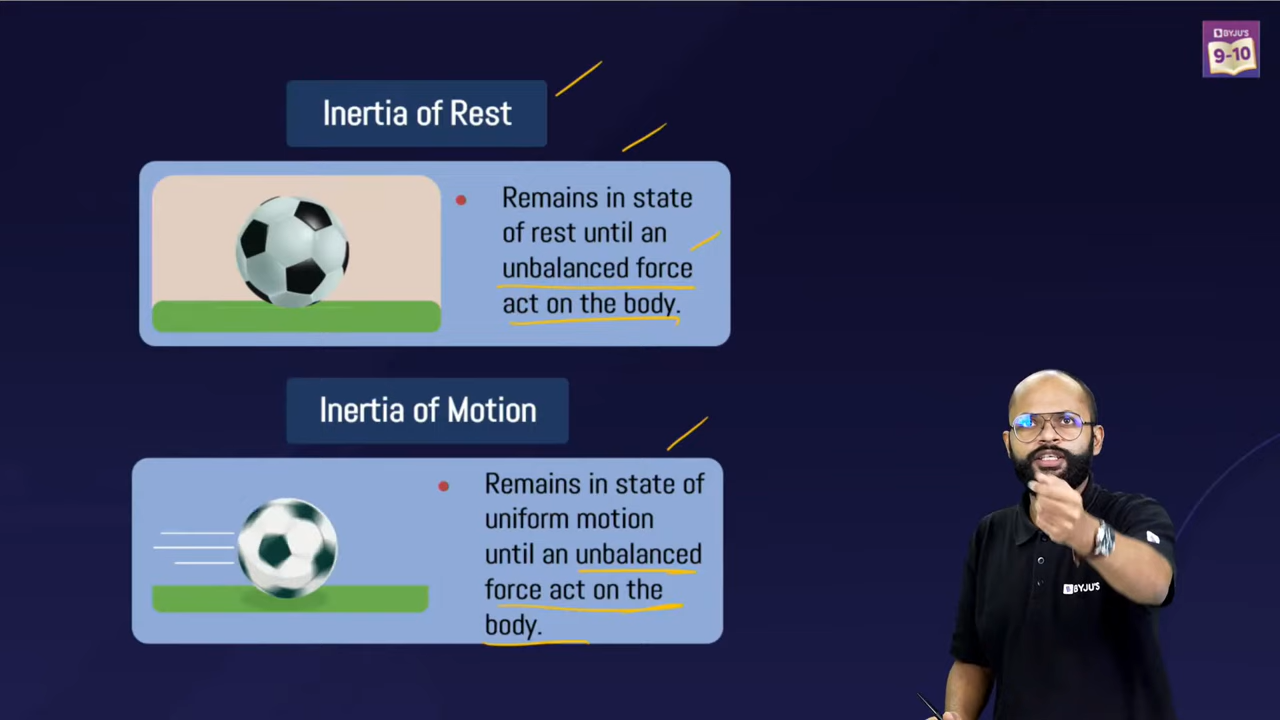 BYJU'S
9-10
Inertia of Rest
Remains in state
of rest until an
unbalanced force
act on the body.
Inertia of Motion
Remains in state of
uniform motion
until an unbalanced
force act on the
body.
BYJU'S